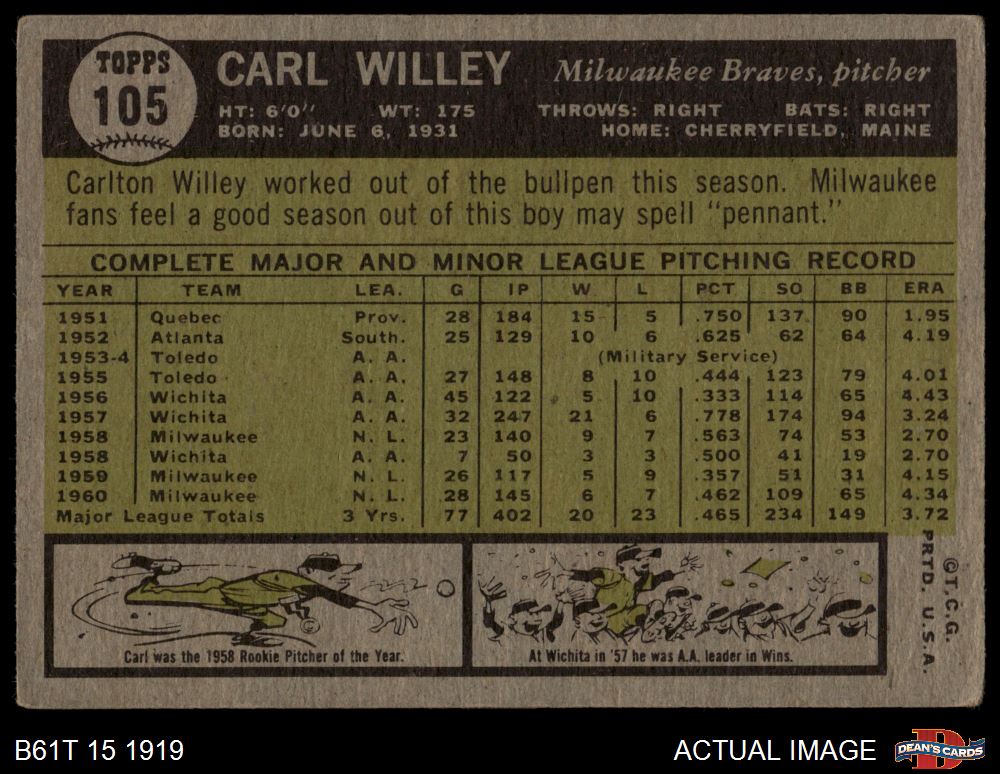 TOPPS
105
CARL WILLEY
Milwaukee Braves, pitcher
HT: 6'0" WT: 175 THROWS: RIGHT BATS: RIGHT
BORN: JUNE 6, 1931 HOME: CHERRYFIELD, MAINE
Carlton Willey worked out of the bullpen this season. Milwaukee
fans feel a good season out of this boy may spell "pennant."
COMPLETE MAJOR AND MINOR LEAGUE PITCHING RECORD
YEAR TEAM LEA. G IP W L PCT SO BB ERA
1951 Quebec Prov. 28 184 15 5 .750 137 90 1.95
1952 Atlanta South. 25 129 10 6 .625 62 64 4.19
1953-4 Toledo A. A. (Military Service)
1955 Toledo A. A. 27 148 8 10 .444 123 79 4.01
1956 Wichita A. A. 45 122 5 10 .333 114 65 4.43
1957 Wichita A. A. 32 247 21 6 .778 174 94 3.24
1958 Milwaukee N. L. 23 140 9 7 .563 74 53 2.70
1958 Wichita A. A. 7 50 3 3 .500 41 19 2.70
1959 Milwaukee N. L. 26 117 5 9 .357 51 31 4.15
1960 Milwaukee N. L. 28 145 6 7 .462 109 65 4.34
Major League Totals 3 Yrs. 77 402 20 23 .465 234 149 3.72
Carl was the 1958 Rookie Pitcher of the Year.
At Wichita in '57 he was A.A. leader in Wins.
©T.C.G.
PRTD. U.S.A.
B61T 15 1919
ACTUAL IMAGE
D
DEAN'S CARDS